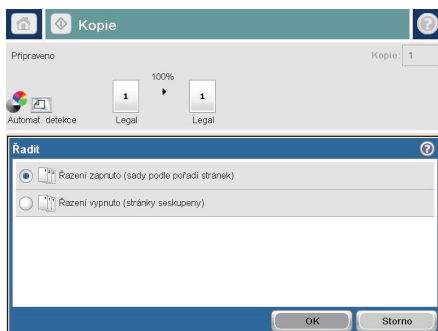 Kopie
Připraveno
Kopie: 1
100%
1
1
Automat. detekce
Legal
Legal
Řadit
Řazení zapnuto (sady podle pořadí stránek)
Řazení vypnuto (stránky seskupeny)
OK
Storno